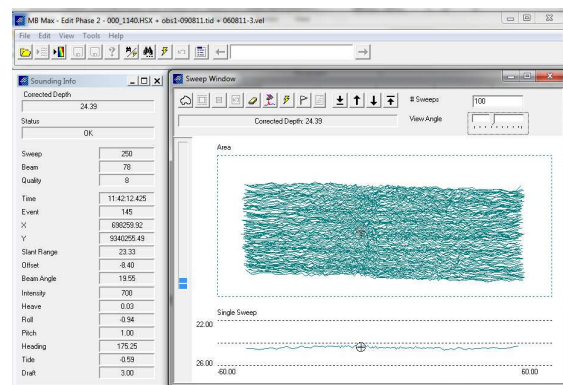 MB Max - Edit Phase 2 - 000_1140.HSX + obs1-090811.tid + 060811-3.vel
File Edit View Tools Help
Sounding Info
Corrected Depth
24.39
Status
OK
Sweep 250
Beam 78
Quality 8
Time 11:42:12.425
Event 145
X 698259.92
Y 9340255.49
Slant Range 23.33
Offset -8.40
Beam Angle 19.55
Intensity 700
Heave 0.03
Roll -0.94
Pitch 1.00
Heading 175.25
Tide -0.59
Draft 3.00
Sweep Window
# Sweeps 100
Corrected Depth: 24.39
View Angle
Area
Single Sweep
22.00
26.00
-60.00 60.00